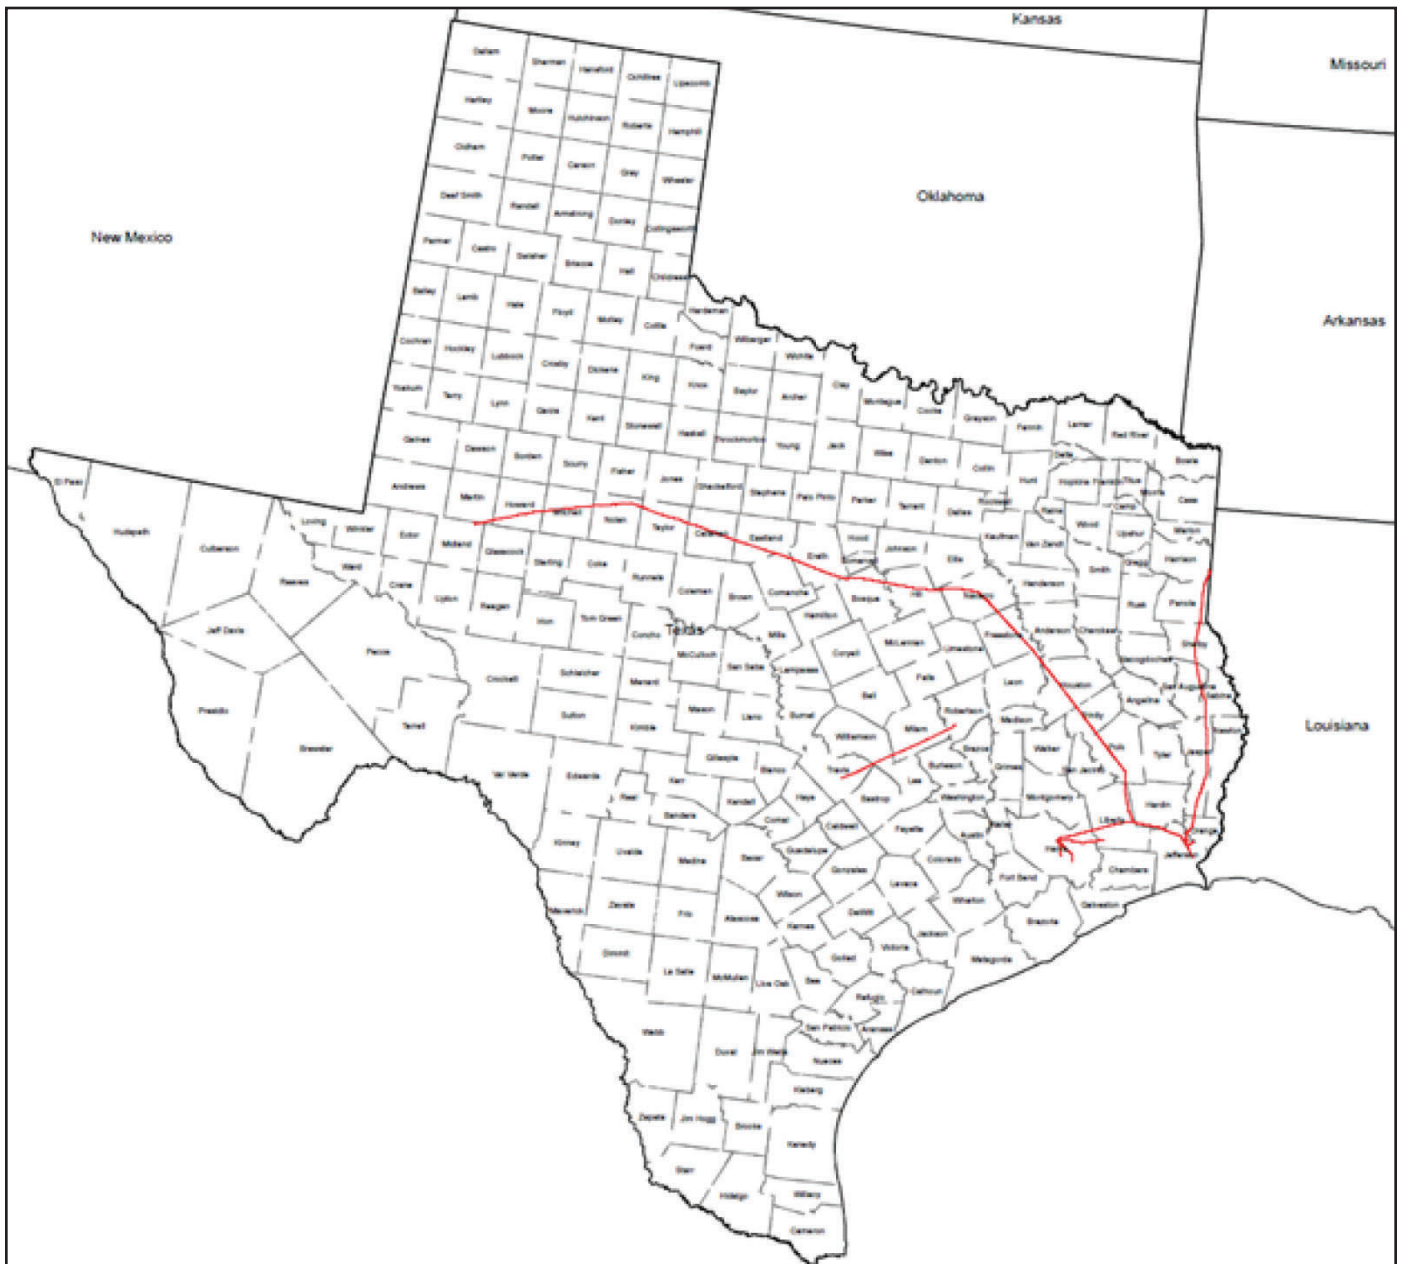 Kansas
Missouri
Dallam
Sherman
Hansford
Ochiltree
Lipscomb
Hartley
Moore
Hutchinson
Roberts
Hemphill
Oldham
Potter
Carson
Gray
Wheeler
Oklahoma
Deaf Smith
Randall
Armstrong
Donley
Collingsworth
New Mexico
Parmer
Castro
Swisher
Briscoe
Hall
Childress
Bailey
Lamb
Hale
Floyd
Motley
Cottle
Hardeman
Foard
Wilbarger
Wichita
Arkansas
Cochran
Hockley
Lubbock
Crosby
Dickens
King
Knox
Baylor
Archer
Clay
Montague
Cooke
Grayson
Fannin
Lamar
Red River
Bowie
Yoakum
Terry
Lynn
Garza
Kent
Stonewall
Haskell
Throckmorton
Young
Jack
Wise
Denton
Collin
Hunt
Delta
Hopkins
Franklin
Titus
Morris
Cass
Gaines
Dawson
Borden
Scurry
Fisher
Jones
Shackelford
Stephens
Palo Pinto
Parker
Tarrant
Dallas
Rockwall
Rains
Wood
Camp
Upshur
Marion
Andrews
Martin
Howard
Mitchell
Nolan
Taylor
Callahan
Eastland
Erath
Hood
Somervell
Johnson
Ellis
Kaufman
Van Zandt
Smith
Gregg
Harrison
El Paso
Hudspeth
Culberson
Reeves
Loving
Winkler
Ward
Ector
Crane
Midland
Upton
Glasscock
Reagan
Sterling
Irion
Coke
Tom Green
Runnels
Concho
Coleman
Brown
Comanche
Hamilton
Bosque
Hill
Navarro
Henderson
Rusk
Panola
Jeff Davis
Pecos
Texas
McCulloch
San Saba
Mills
Lampasas
Coryell
McLennan
Limestone
Freestone
Anderson
Cherokee
Nacogdoches
Shelby
San Augustine
Sabine
Presidio
Brewster
Terrell
Crockett
Schleicher
Sutton
Menard
Kimble
Mason
Llano
Burnet
Bell
Falls
Leon
Houston
Angelina
Trinity
Newton
Louisiana
Williamson
Milam
Robertson
Madison
Walker
Polk
Tyler
Jasper
Val Verde
Edwards
Real
Kerr
Gillespie
Bandera
Kendall
Blanco
Hays
Comal
Travis
Bastrop
Lee
Burleson
Brazos
Grimes
Washington
Montgomery
San Jacinto
Hardin
Liberty
Orange
Kinney
Uvalde
Medina
Bexar
Guadalupe
Caldwell
Fayette
Austin
Waller
Harris
Jefferson
Chambers
Gonzales
Colorado
Fort Bend
Lavaca
Wharton
Galveston
Brazoria
Maverick
Zavala
Frio
Atascosa
Wilson
Karnes
DeWitt
Victoria
Jackson
Matagorda
Dimmit
La Salle
McMullen
Live Oak
Bee
Goliad
Refugio
Calhoun
Webb
Duval
Jim Wells
San Patricio
Aransas
Nueces
Kleberg
Zapata
Jim Hogg
Brooks
Kenedy
Starr
Hidalgo
Willacy
Cameron